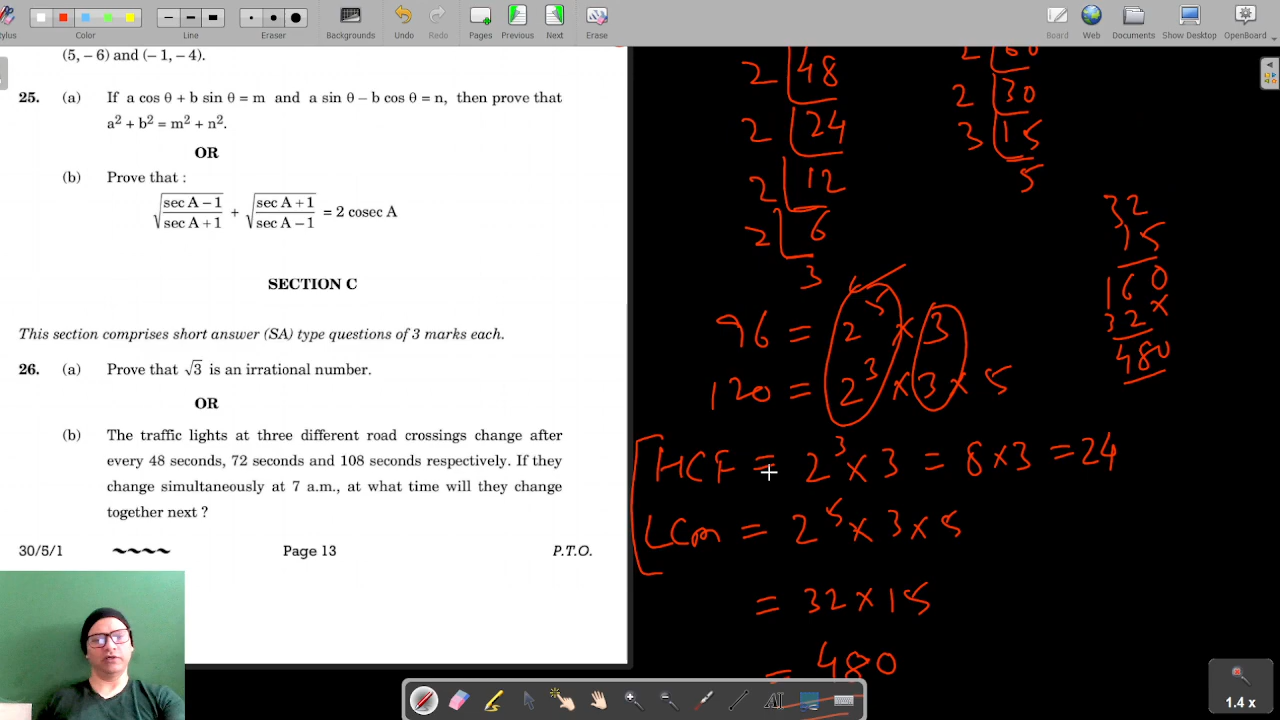 Stylus Color Line Eraser Backgrounds Undo Redo Pages Previous Next Erase Board Web Documents Show Desktop OpenBoard
(5, – 6) and (– 1, – 4).
25. (a) If a cos θ + b sin θ = m and a sin θ – b cos θ = n, then prove that
a² + b² = m² + n².
OR
(b) Prove that :
√((sec A – 1)/(sec A + 1)) + √((sec A + 1)/(sec A – 1)) = 2 cosec A
SECTION C
This section comprises short answer (SA) type questions of 3 marks each.
26. (a) Prove that √3 is an irrational number.
OR
(b) The traffic lights at three different road crossings change after
every 48 seconds, 72 seconds and 108 seconds respectively. If they
change simultaneously at 7 a.m., at what time will they change
together next ?
30/5/1 Page 13 P.T.O.
2 48
2 24
2 12
2 6
3
2 60
2 30
3 15
5
32
15
160
32x
480
96 = 2⁵ × 3
120 = 2³ × 3 × 5
HCF = 2³ × 3 = 8 × 3 = 24
LCM = 2⁵ × 3 × 5
= 32 × 15
= 480
1.4 x